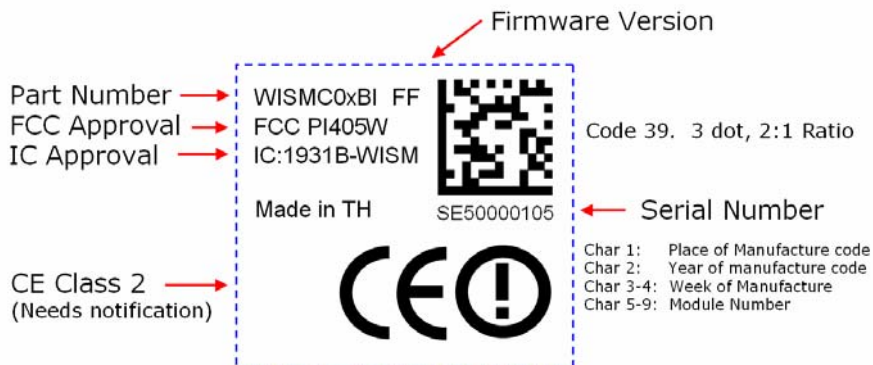 Firmware Version
Part Number
FCC Approval
IC Approval
WISMC0xBI FF
FCC PI405W
IC:1931B-WISM
Code 39. 3 dot, 2:1 Ratio
Made in TH
SE50000105
Serial Number
Char 1: Place of Manufacture code
Char 2: Year of manufacture code
Char 3-4: Week of Manufacture
Char 5-9: Module Number
CE Class 2
(Needs notification)
CE